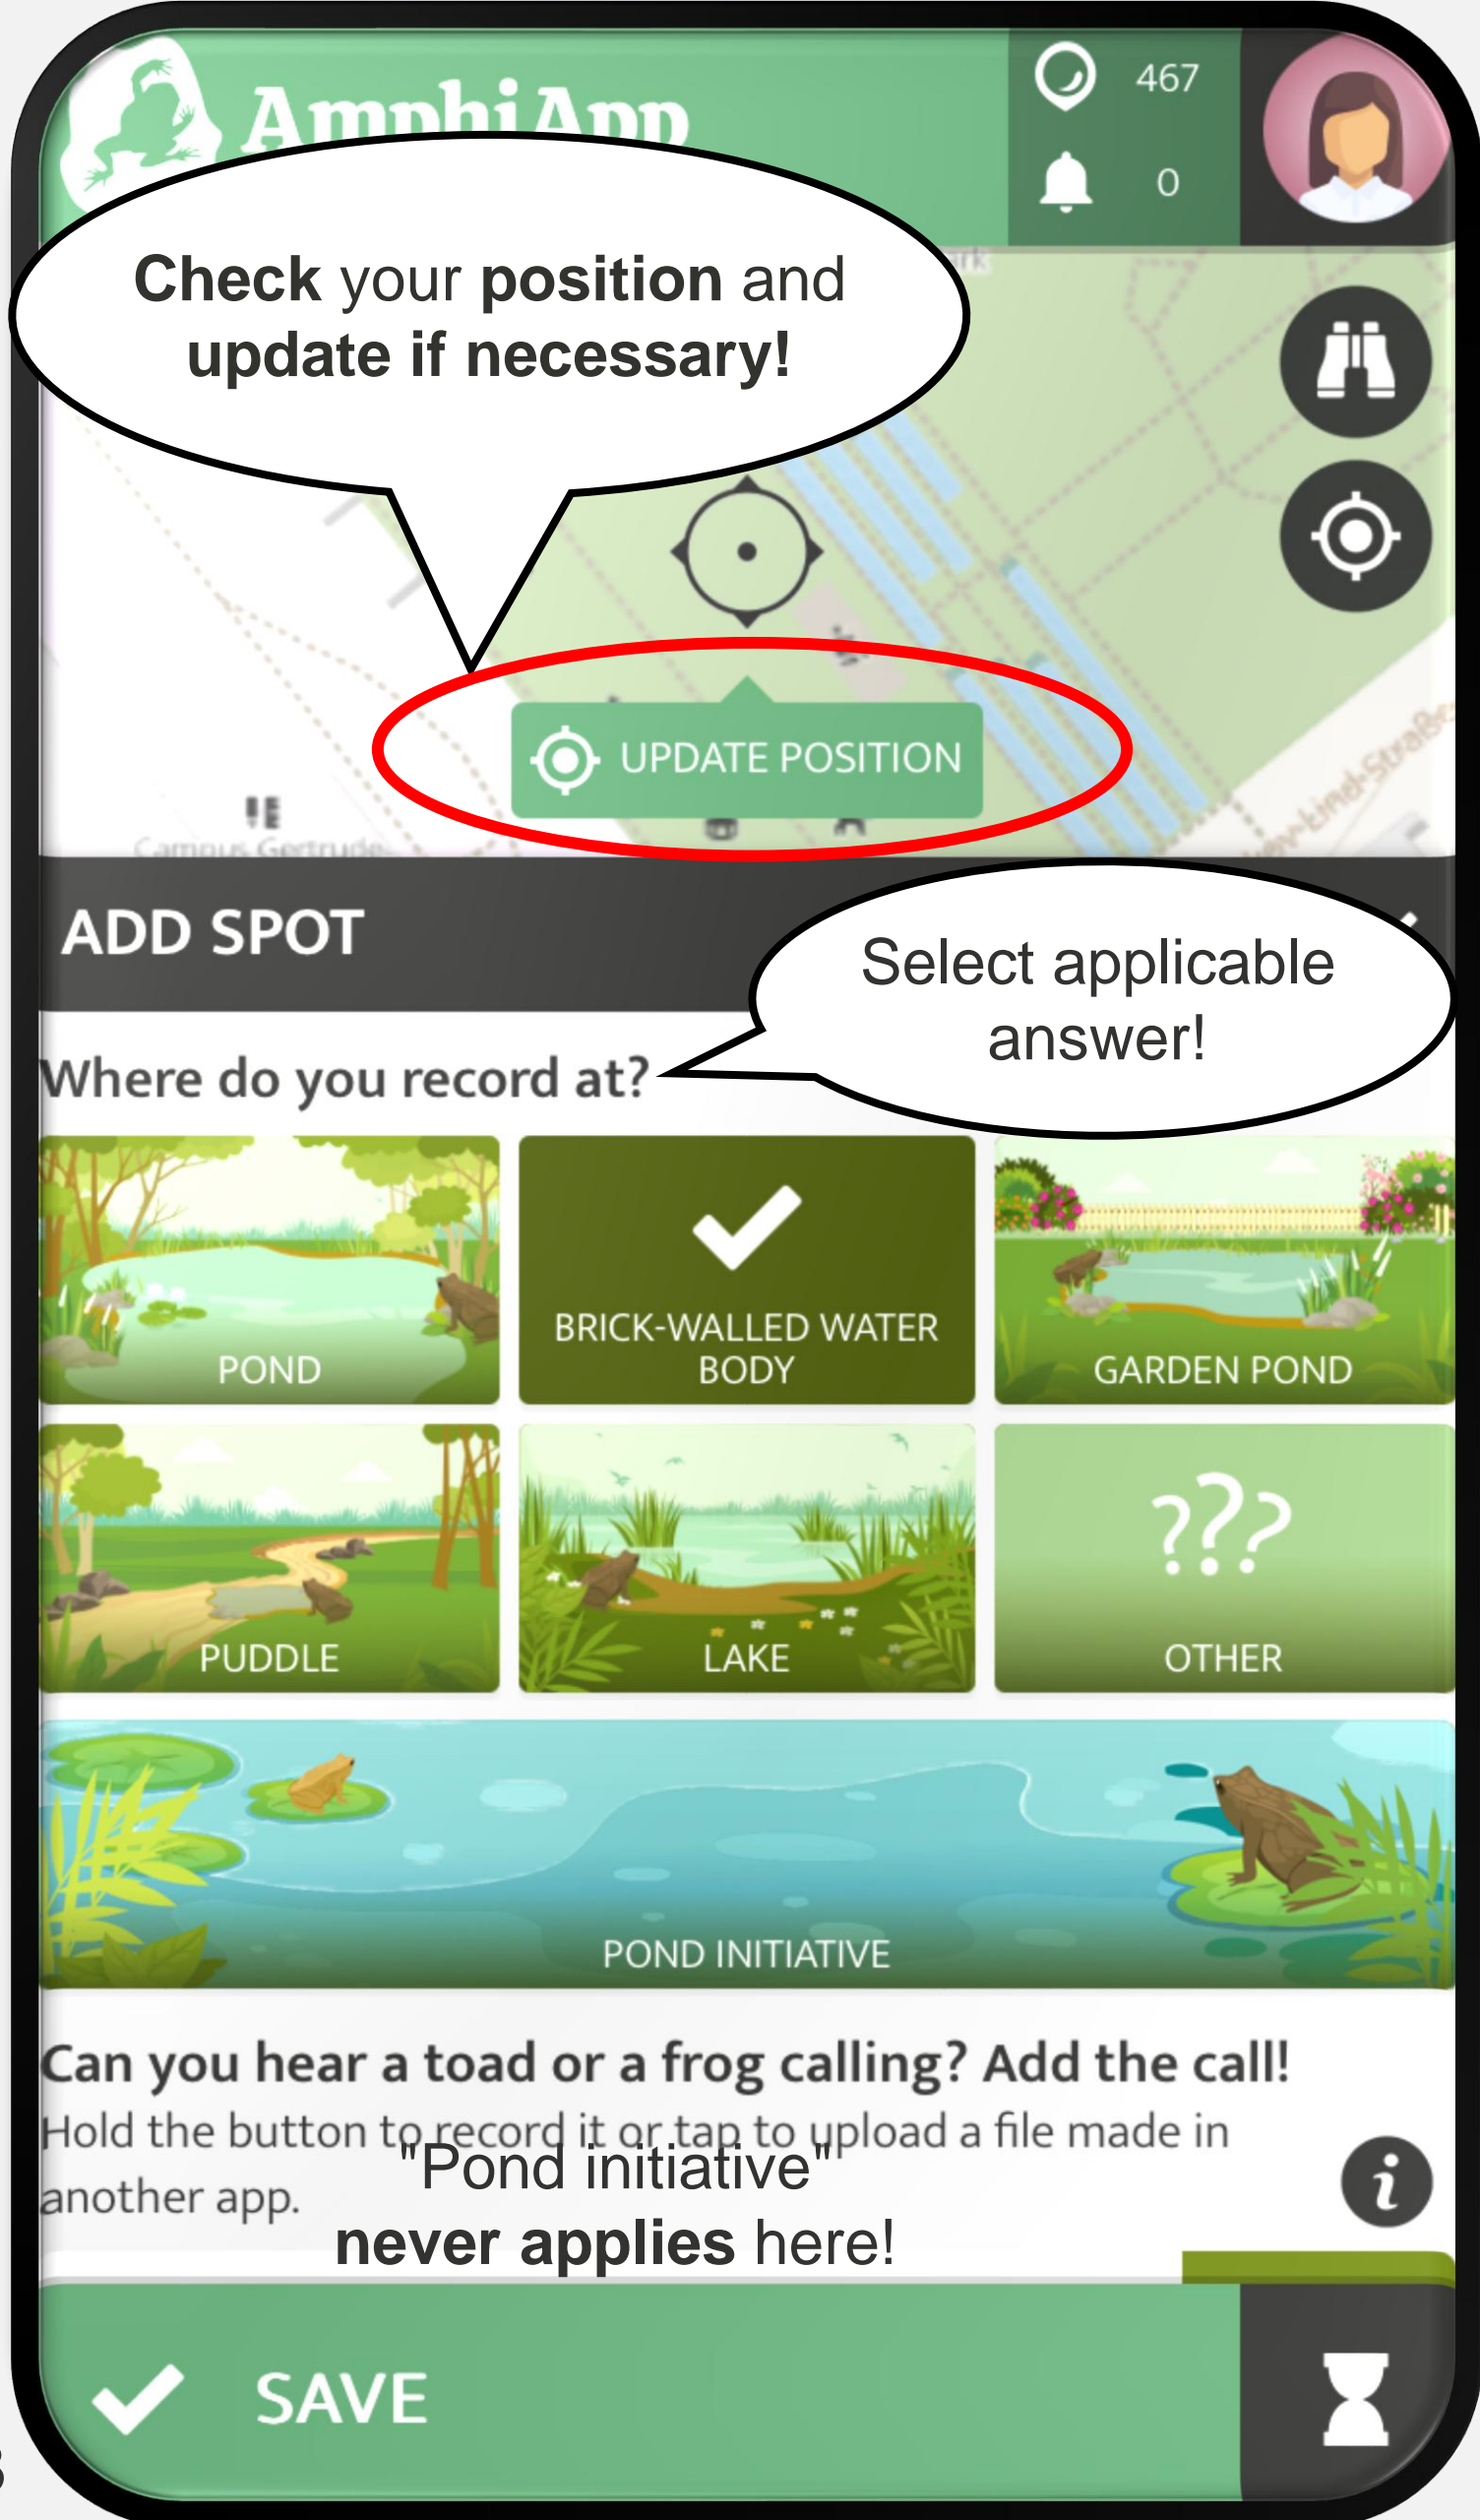 AmphiApp
467
0
Check your position and
update if necessary!
UPDATE POSITION
Campus Gertrude
ADD SPOT
Select applicable
answer!
Where do you record at?
POND
BRICK-WALLED WATER
BODY
GARDEN POND
PUDDLE
LAKE
???
OTHER
POND INITIATIVE
Can you hear a toad or a frog calling? Add the call!
Hold the button to record it or tap to upload a file made in
another app.
"Pond initiative"
never applies here!
SAVE